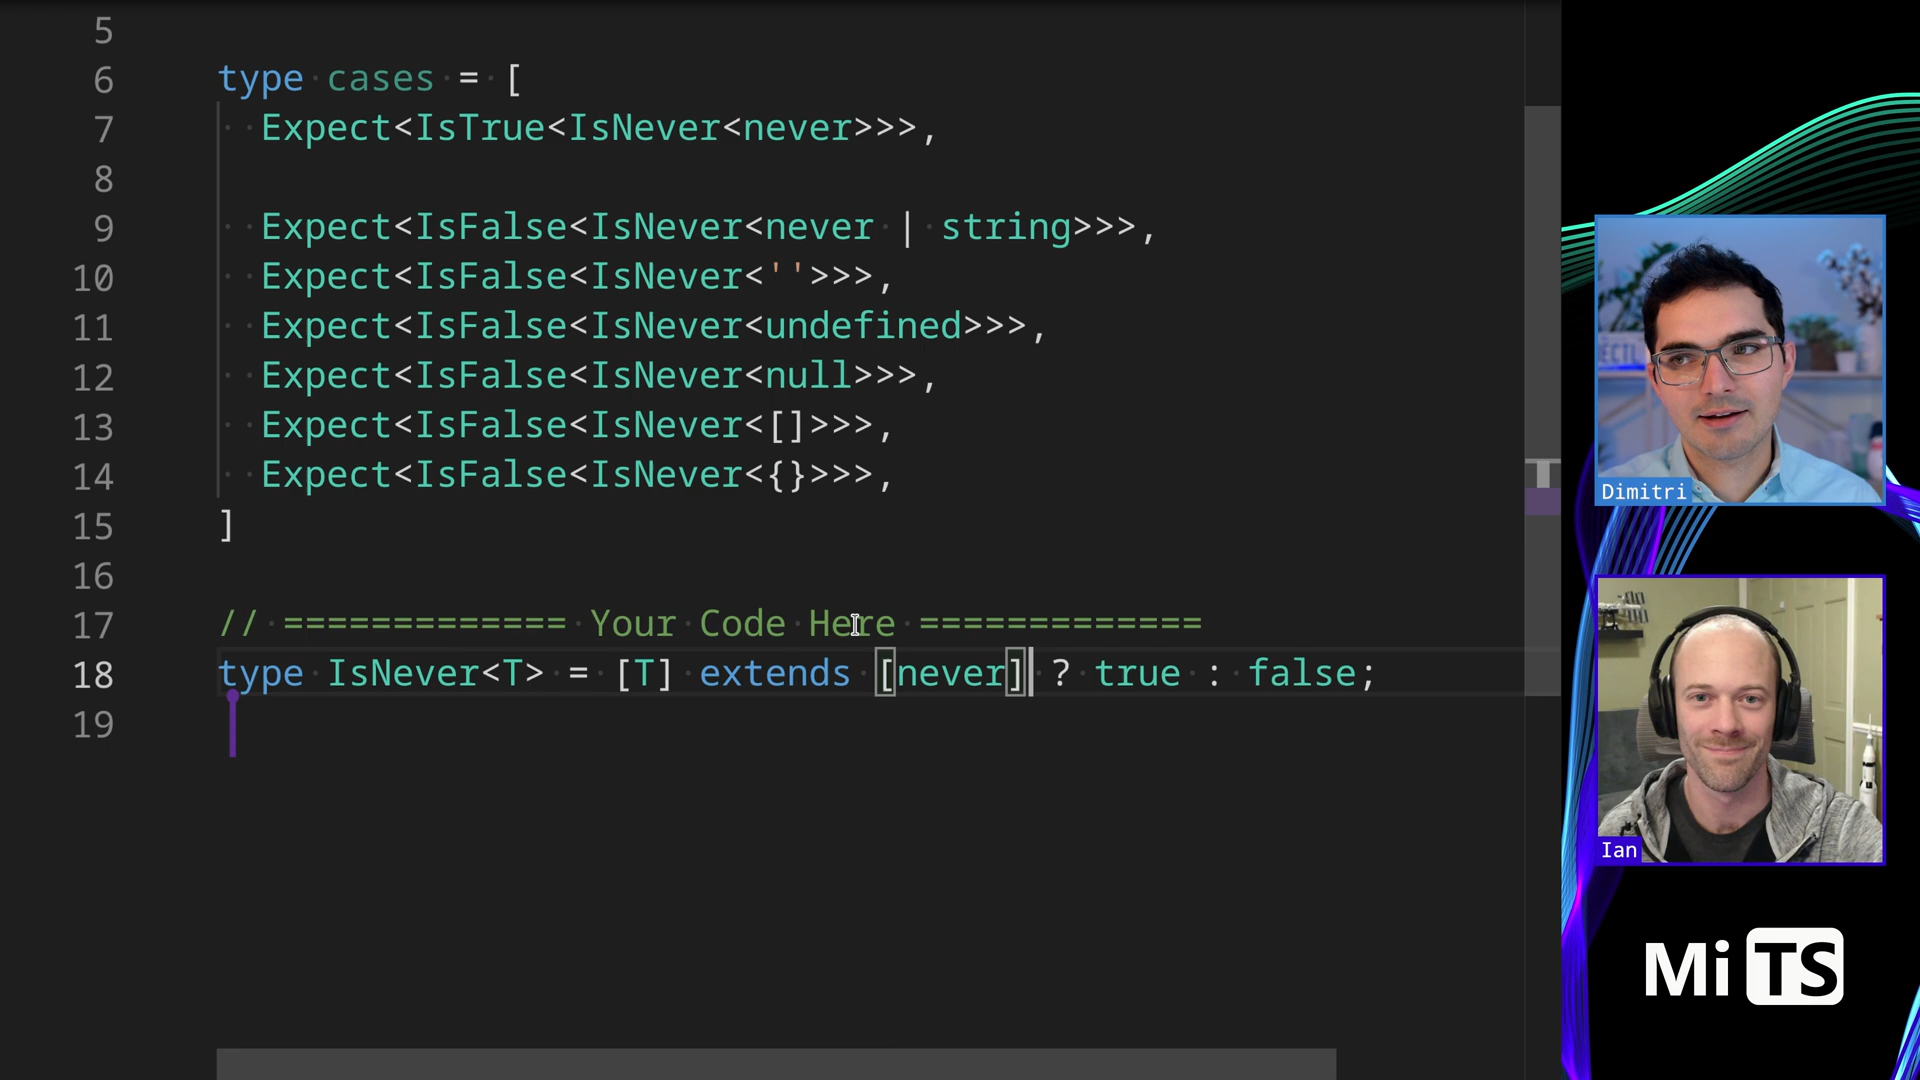 5
6 type cases = [
7 Expect<IsTrue<IsNever<never>>>,
8
9 Expect<IsFalse<IsNever<never | string>>>,
10 Expect<IsFalse<IsNever<''>>>,
11 Expect<IsFalse<IsNever<undefined>>>,
12 Expect<IsFalse<IsNever<null>>>,
13 Expect<IsFalse<IsNever<[]>>>,
14 Expect<IsFalse<IsNever<{}>>>,
15 ]
16
17 // ============= Your Code Here =============
18 type IsNever<T> = [T] extends [never] ? true : false;
19
Dimitri
Ian
Mi TS